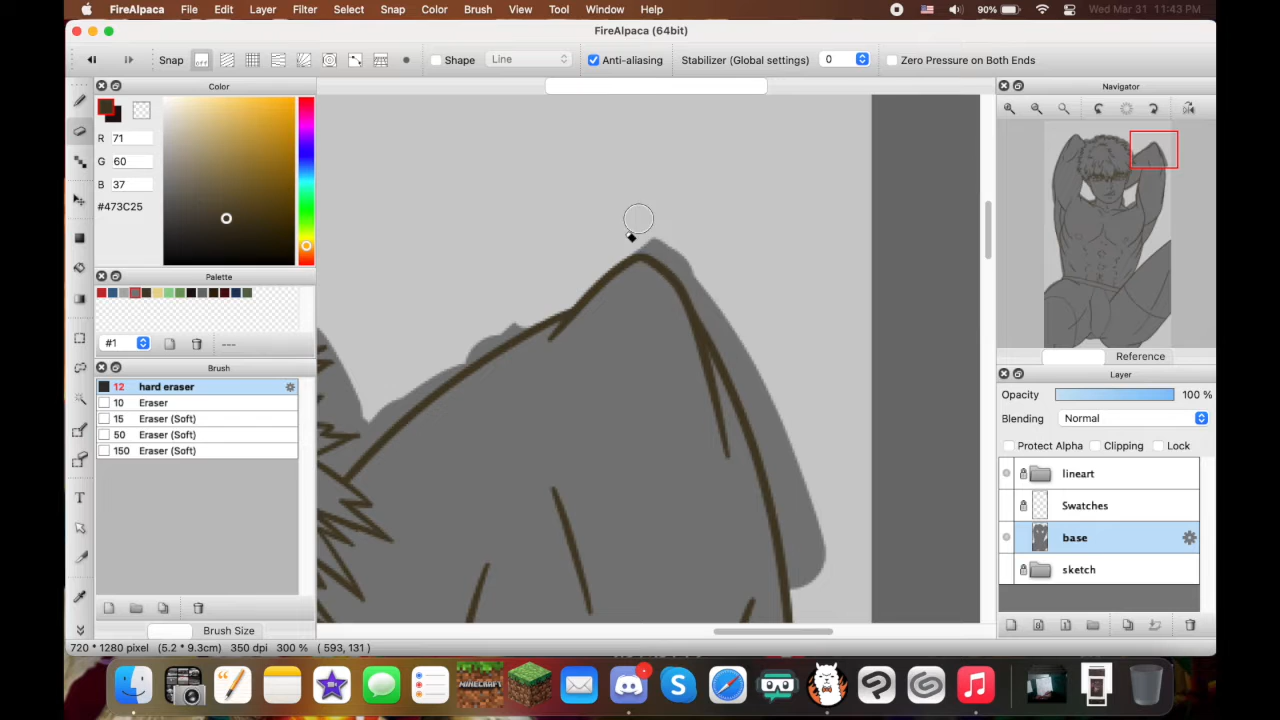 FireAlpaca File Edit Layer Filter Select Snap Color Brush View Tool Window Help 90% Wed Mar 31 11:43 PM
FireAlpaca (64bit)
Snap off Shape Line Anti-aliasing Stabilizer (Global settings) 0 Zero Pressure on Both Ends
Color
R 71
G 60
B 37
#473C25
Palette
#1 ---
Brush
12 hard eraser
10 Eraser
15 Eraser (Soft)
50 Eraser (Soft)
150 Eraser (Soft)
Brush Size
Navigator
Reference
Layer
Opacity 100 %
Blending Normal
Protect Alpha Clipping Lock
lineart
Swatches
base
sketch
720 * 1280 pixel (5.2 * 9.3cm) 350 dpi 300 % ( 593, 131 )